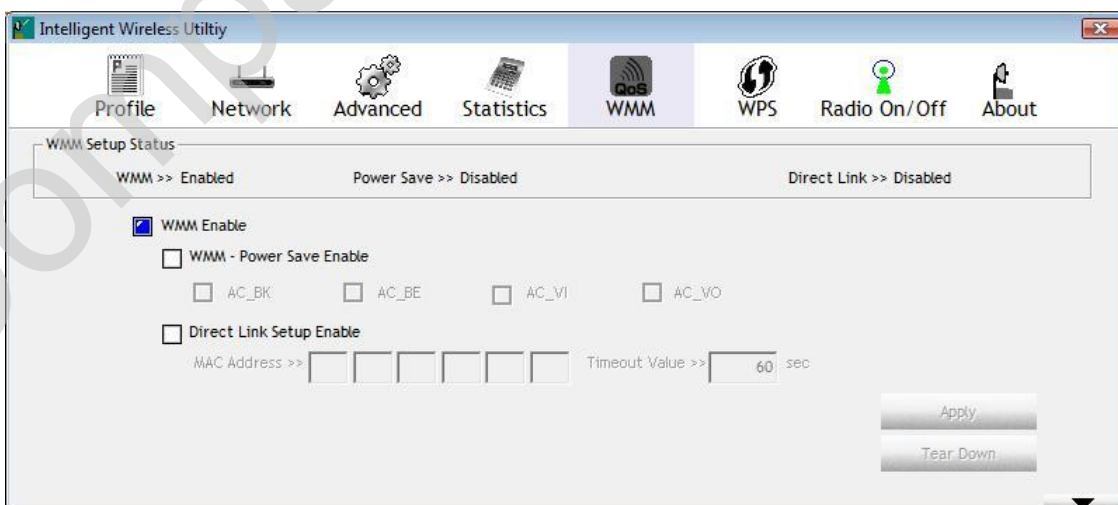 Intelligent Wireless Utiltiy
Profile Network Advanced Statistics WMM WPS Radio On/Off About
QoS
WMM Setup Status
WMM >> Enabled Power Save >> Disabled Direct Link >> Disabled
WMM Enable
WMM - Power Save Enable
AC_BK AC_BE AC_VI AC_VO
Direct Link Setup Enable
MAC Address >> Timeout Value >> 60 sec
Apply
Tear Down